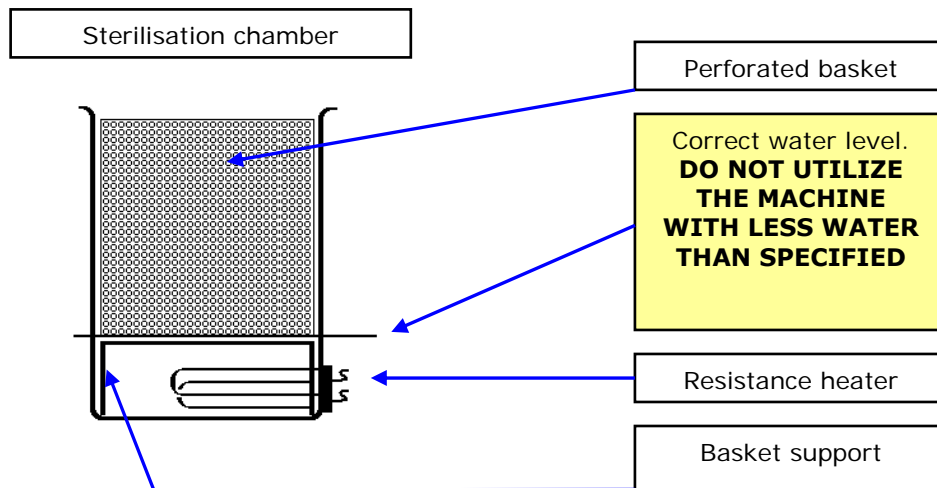 Sterilisation chamber
Perforated basket
Correct water level.
DO NOT UTILIZE
THE MACHINE
WITH LESS WATER
THAN SPECIFIED
Resistance heater
Basket support